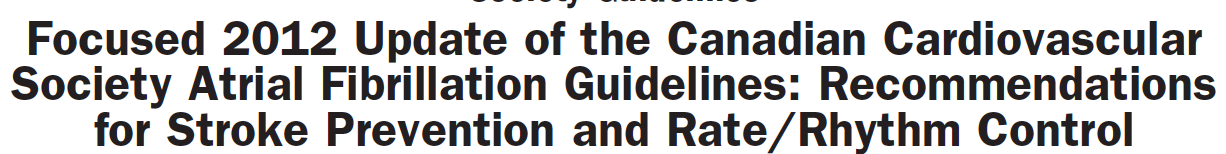 Focused 2012 Update of the Canadian Cardiovascular
Society Atrial Fibrillation Guidelines: Recommendations
for Stroke Prevention and Rate/Rhythm Control